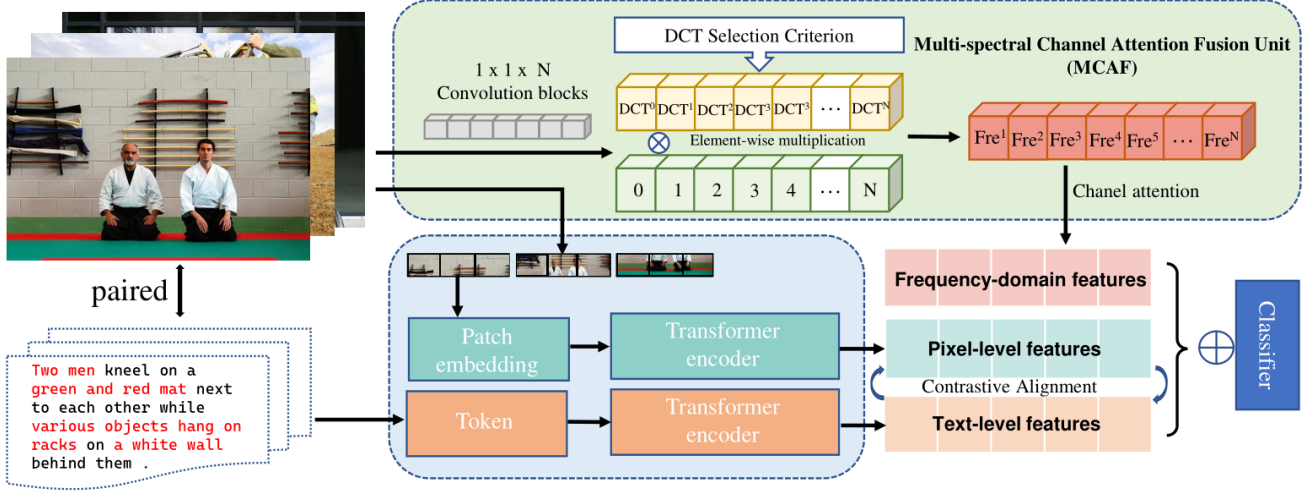 DCT Selection Criterion
Multi-spectral Channel Attention Fusion Unit
(MCAF)
1 x 1 x N
Convolution blocks
DCT⁰ DCT¹ DCT² DCT³ DCT³ ... DCTᴺ
Element-wise multiplication
0 1 2 3 4 ... N
Fre¹ Fre² Fre³ Fre⁴ Fre⁵ ... Freᴺ
Chanel attention
paired
Two men kneel on a
green and red mat next
to each other while
various objects hang on
racks on a white wall
behind them .
Patch
embedding
Transformer
encoder
Token
Transformer
encoder
Frequency-domain features
Pixel-level features
Contrastive Alignment
Text-level features
Classifier